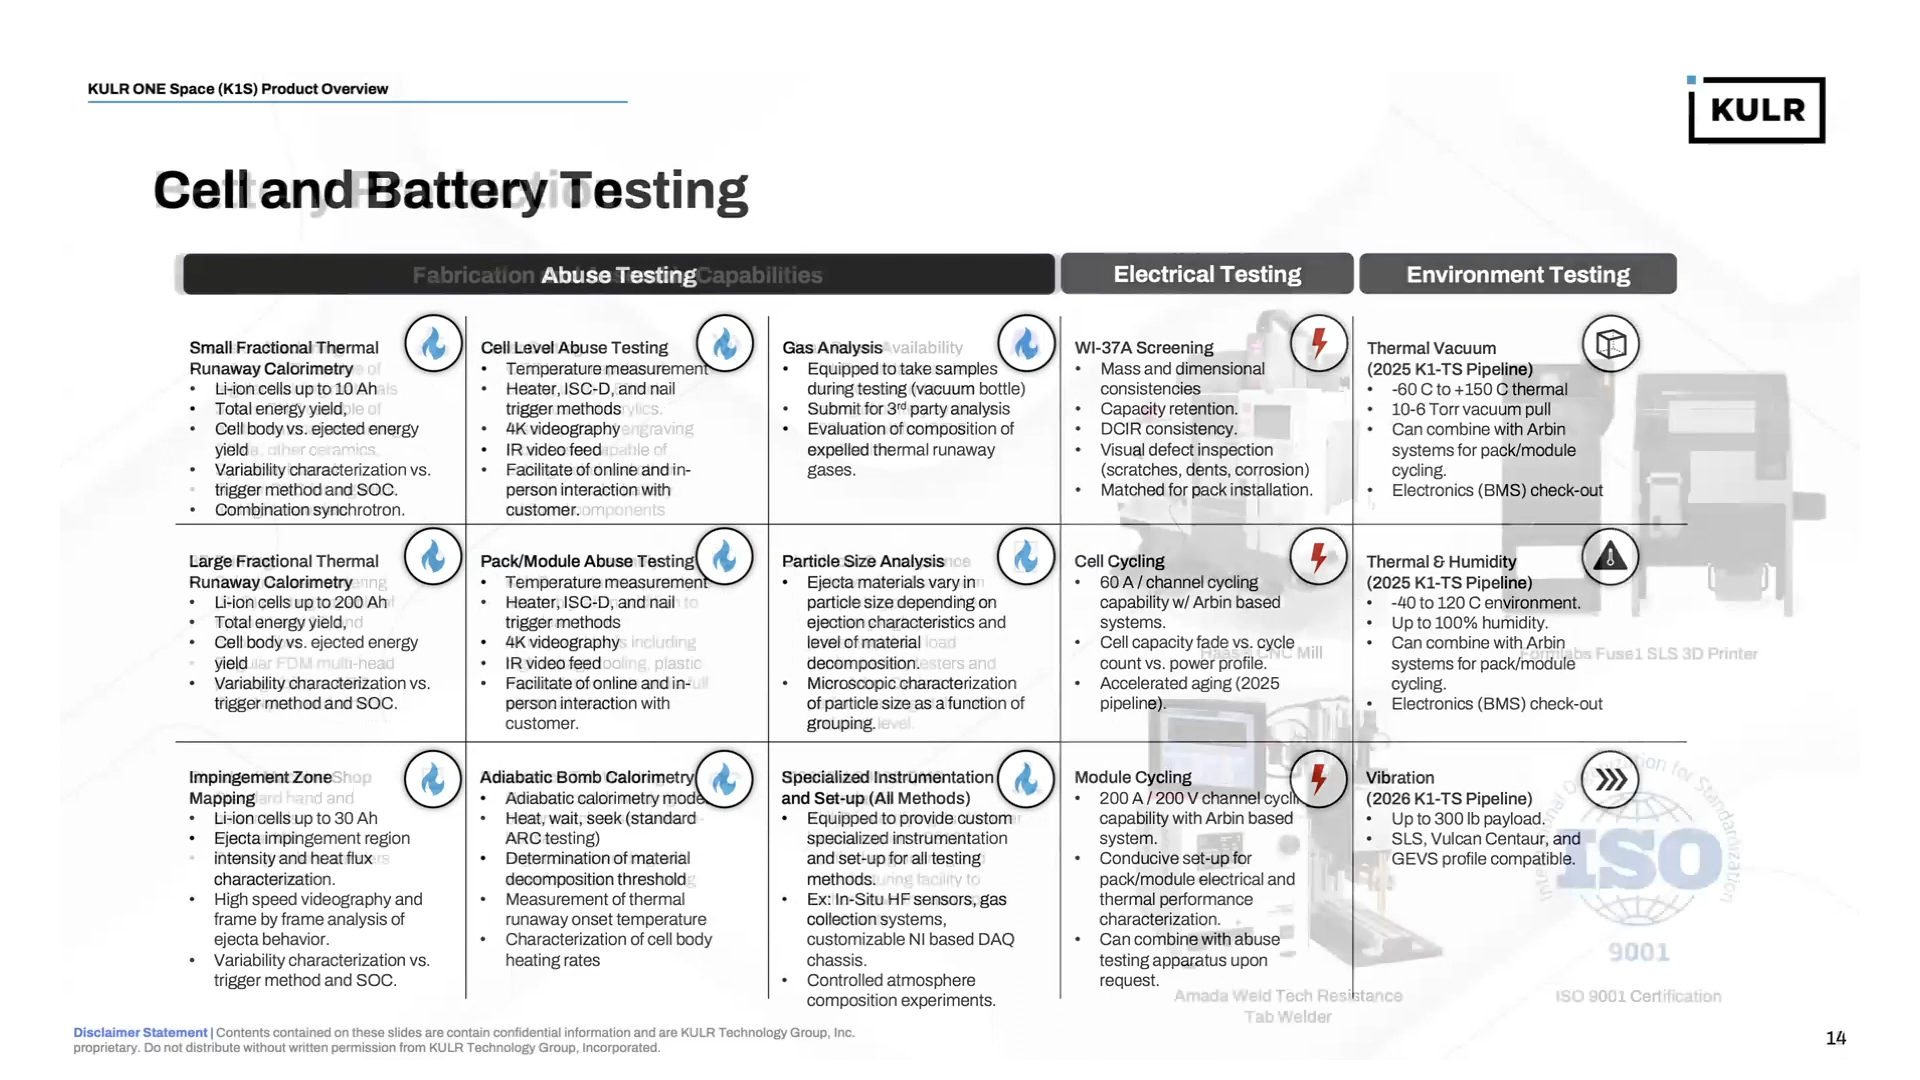 KULR ONE Space (K1S) Product Overview
KULR
Cell and Battery Testing
Fabrication Abuse Testing Capabilities
Electrical Testing
Environment Testing
Small Fractional Thermal
Runaway Calorimetry
• Li-ion cells up to 10 Ah
• Total energy yield,
• Cell body vs. ejected energy
yield
• Variability characterization vs.
trigger method and SOC.
• Combination synchrotron.
Cell Level Abuse Testing
• Temperature measurement
• Heater, ISC-D, and nail
trigger methods
• 4K videography
• IR video feed
• Facilitate of online and in-
person interaction with
customer.
Gas Analysis
• Equipped to take samples
during testing (vacuum bottle)
• Submit for 3rd party analysis
• Evaluation of composition of
expelled thermal runaway
gases.
WI-37A Screening
• Mass and dimensional
consistencies
• Capacity retention.
• DCIR consistency.
• Visual defect inspection
(scratches, dents, corrosion)
• Matched for pack installation.
Thermal Vacuum
(2025 K1-TS Pipeline)
• -60 C to +150 C thermal
• 10-6 Torr vacuum pull
• Can combine with Arbin
systems for pack/module
cycling.
• Electronics (BMS) check-out
Large Fractional Thermal
Runaway Calorimetry
• Li-ion cells up to 200 Ah
• Total energy yield,
• Cell body vs. ejected energy
yield
• Variability characterization vs.
trigger method and SOC.
Pack/Module Abuse Testing
• Temperature measurement
• Heater, ISC-D, and nail
trigger methods
• 4K videography
• IR video feed
• Facilitate of online and in-
person interaction with
customer.
Particle Size Analysis
• Ejecta materials vary in
particle size depending on
ejection characteristics and
level of material
decomposition.
• Microscopic characterization
of particle size as a function of
grouping.
Cell Cycling
• 60 A / channel cycling
capability w/ Arbin based
systems.
• Cell capacity fade vs. cycle
count vs. power profile.
• Accelerated aging (2025
pipeline).
CNC Mill
Thermal & Humidity
(2025 K1-TS Pipeline)
• -40 to 120 C environment.
• Up to 100% humidity.
• Can combine with Arbin
systems for pack/module
cycling.
• Electronics (BMS) check-out
Formlabs Fuse1 SLS 3D Printer
Impingement Zone
Mapping
• Li-ion cells up to 30 Ah
• Ejecta impingement region
intensity and heat flux
characterization.
• High speed videography and
frame by frame analysis of
ejecta behavior.
• Variability characterization vs.
trigger method and SOC.
Adiabatic Bomb Calorimetry
• Adiabatic calorimetry mode
• Heat, wait, seek (standard
ARC testing)
• Determination of material
decomposition threshold
• Measurement of thermal
runaway onset temperature
• Characterization of cell body
heating rates
Specialized Instrumentation
and Set-up (All Methods)
• Equipped to provide custom
specialized instrumentation
and set-up for all testing
methods.
• Ex: In-Situ HF sensors, gas
collection systems,
customizable NI based DAQ
chassis.
• Controlled atmosphere
composition experiments.
Module Cycling
• 200 A / 200 V channel cyclin
capability with Arbin based
system.
• Conducive set-up for
pack/module electrical and
thermal performance
characterization.
• Can combine with abuse
testing apparatus upon
request.
Amada Weld Tech Resistance
Tab Welder
Vibration
(2026 K1-TS Pipeline)
• Up to 300 lb payload.
• SLS, Vulcan Centaur, and
GEVS profile compatible.
International Organization for Standardization
ISO
9001
ISO 9001 Certification
Disclaimer Statement | Contents contained on these slides are contain confidential information and are KULR Technology Group, Inc.
proprietary. Do not distribute without written permission from KULR Technology Group, Incorporated.
14